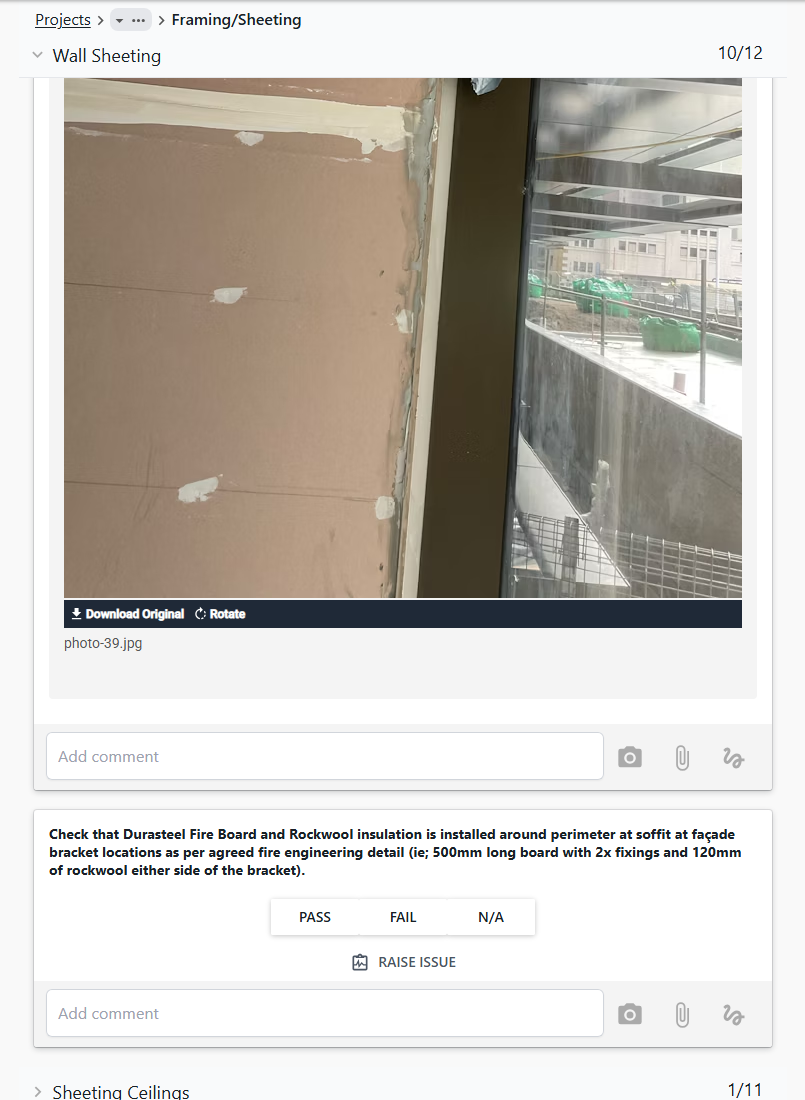 Projects > ... > Framing/Sheeting
Wall Sheeting 10/12
Download Original Rotate
photo-39.jpg
Add comment
Check that Durasteel Fire Board and Rockwool insulation is installed around perimeter at soffit at façade
bracket locations as per agreed fire engineering detail (ie; 500mm long board with 2x fixings and 120mm
of rockwool either side of the bracket).
PASS FAIL N/A
RAISE ISSUE
Add comment
Sheeting Ceilings 1/11